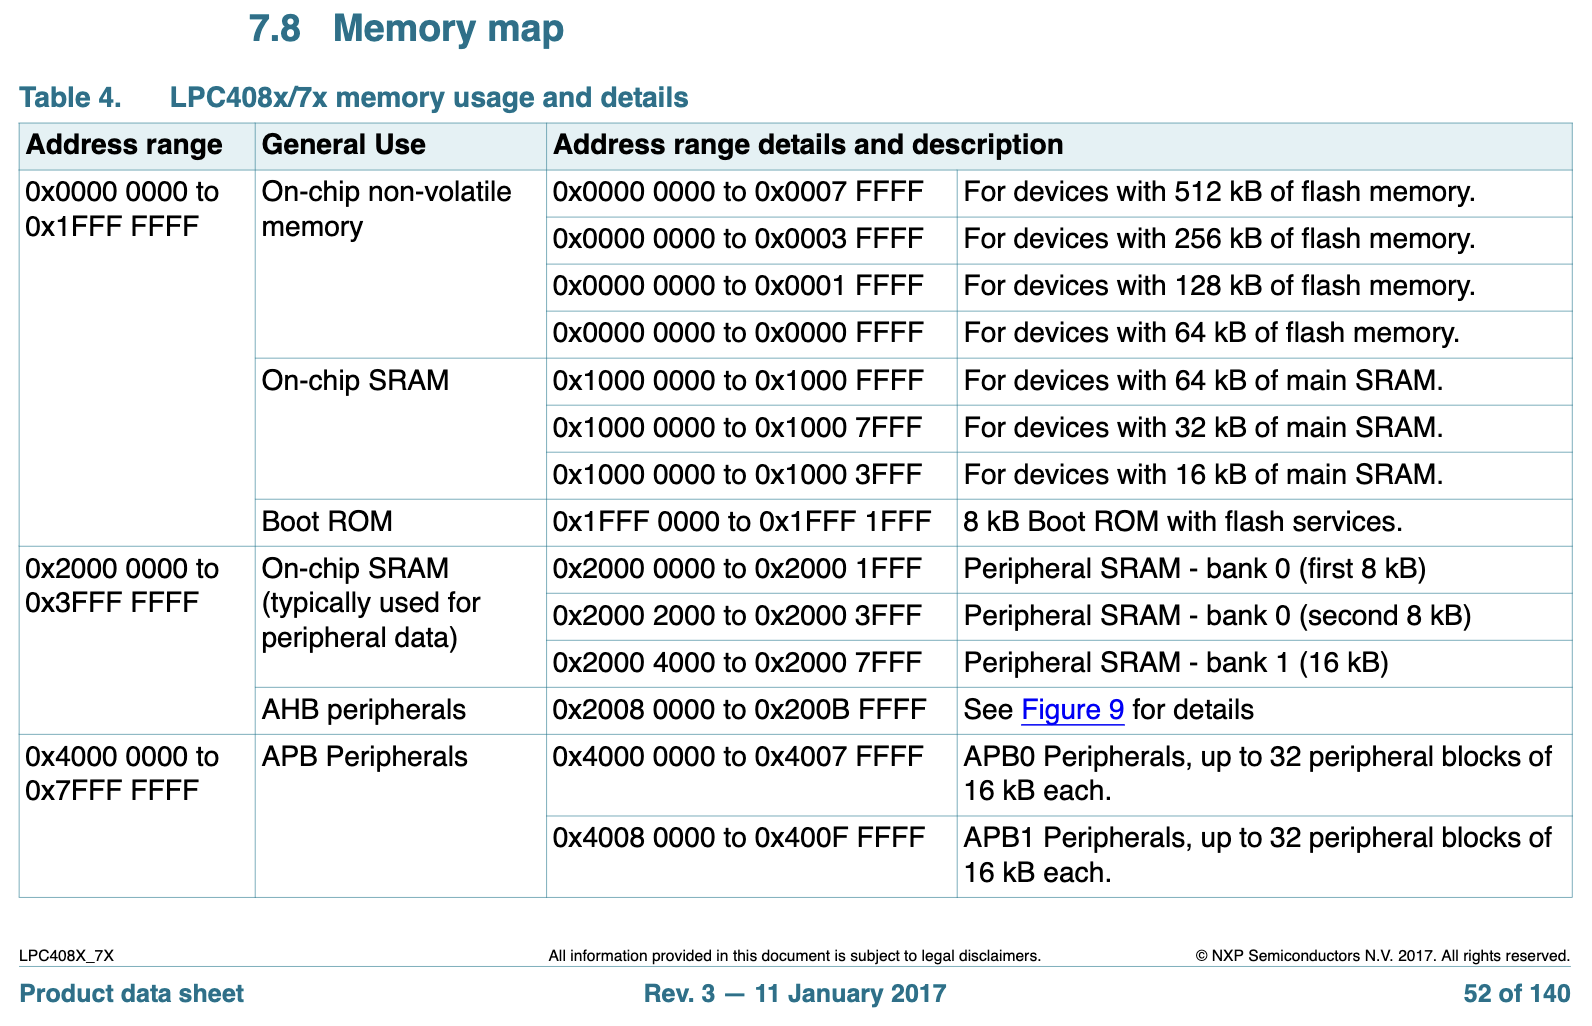 7.8 Memory map
Table 4. LPC408x/7x memory usage and details
Address range General Use Address range details and description
0x0000 0000 to
0x1FFF FFFF
On-chip non-volatile
memory
0x0000 0000 to 0x0007 FFFF For devices with 512 kB of flash memory.
0x0000 0000 to 0x0003 FFFF For devices with 256 kB of flash memory.
0x0000 0000 to 0x0001 FFFF For devices with 128 kB of flash memory.
0x0000 0000 to 0x0000 FFFF For devices with 64 kB of flash memory.
On-chip SRAM 0x1000 0000 to 0x1000 FFFF For devices with 64 kB of main SRAM.
0x1000 0000 to 0x1000 7FFF For devices with 32 kB of main SRAM.
0x1000 0000 to 0x1000 3FFF For devices with 16 kB of main SRAM.
Boot ROM 0x1FFF 0000 to 0x1FFF 1FFF 8 kB Boot ROM with flash services.
0x2000 0000 to
0x3FFF FFFF
On-chip SRAM
(typically used for
peripheral data)
0x2000 0000 to 0x2000 1FFF Peripheral SRAM - bank 0 (first 8 kB)
0x2000 2000 to 0x2000 3FFF Peripheral SRAM - bank 0 (second 8 kB)
0x2000 4000 to 0x2000 7FFF Peripheral SRAM - bank 1 (16 kB)
AHB peripherals 0x2008 0000 to 0x200B FFFF See Figure 9 for details
0x4000 0000 to
0x7FFF FFFF
APB Peripherals 0x4000 0000 to 0x4007 FFFF APB0 Peripherals, up to 32 peripheral blocks of
16 kB each.
0x4008 0000 to 0x400F FFFF APB1 Peripherals, up to 32 peripheral blocks of
16 kB each.
LPC408X_7X All information provided in this document is subject to legal disclaimers. © NXP Semiconductors N.V. 2017. All rights reserved.
Product data sheet Rev. 3 — 11 January 2017 52 of 140